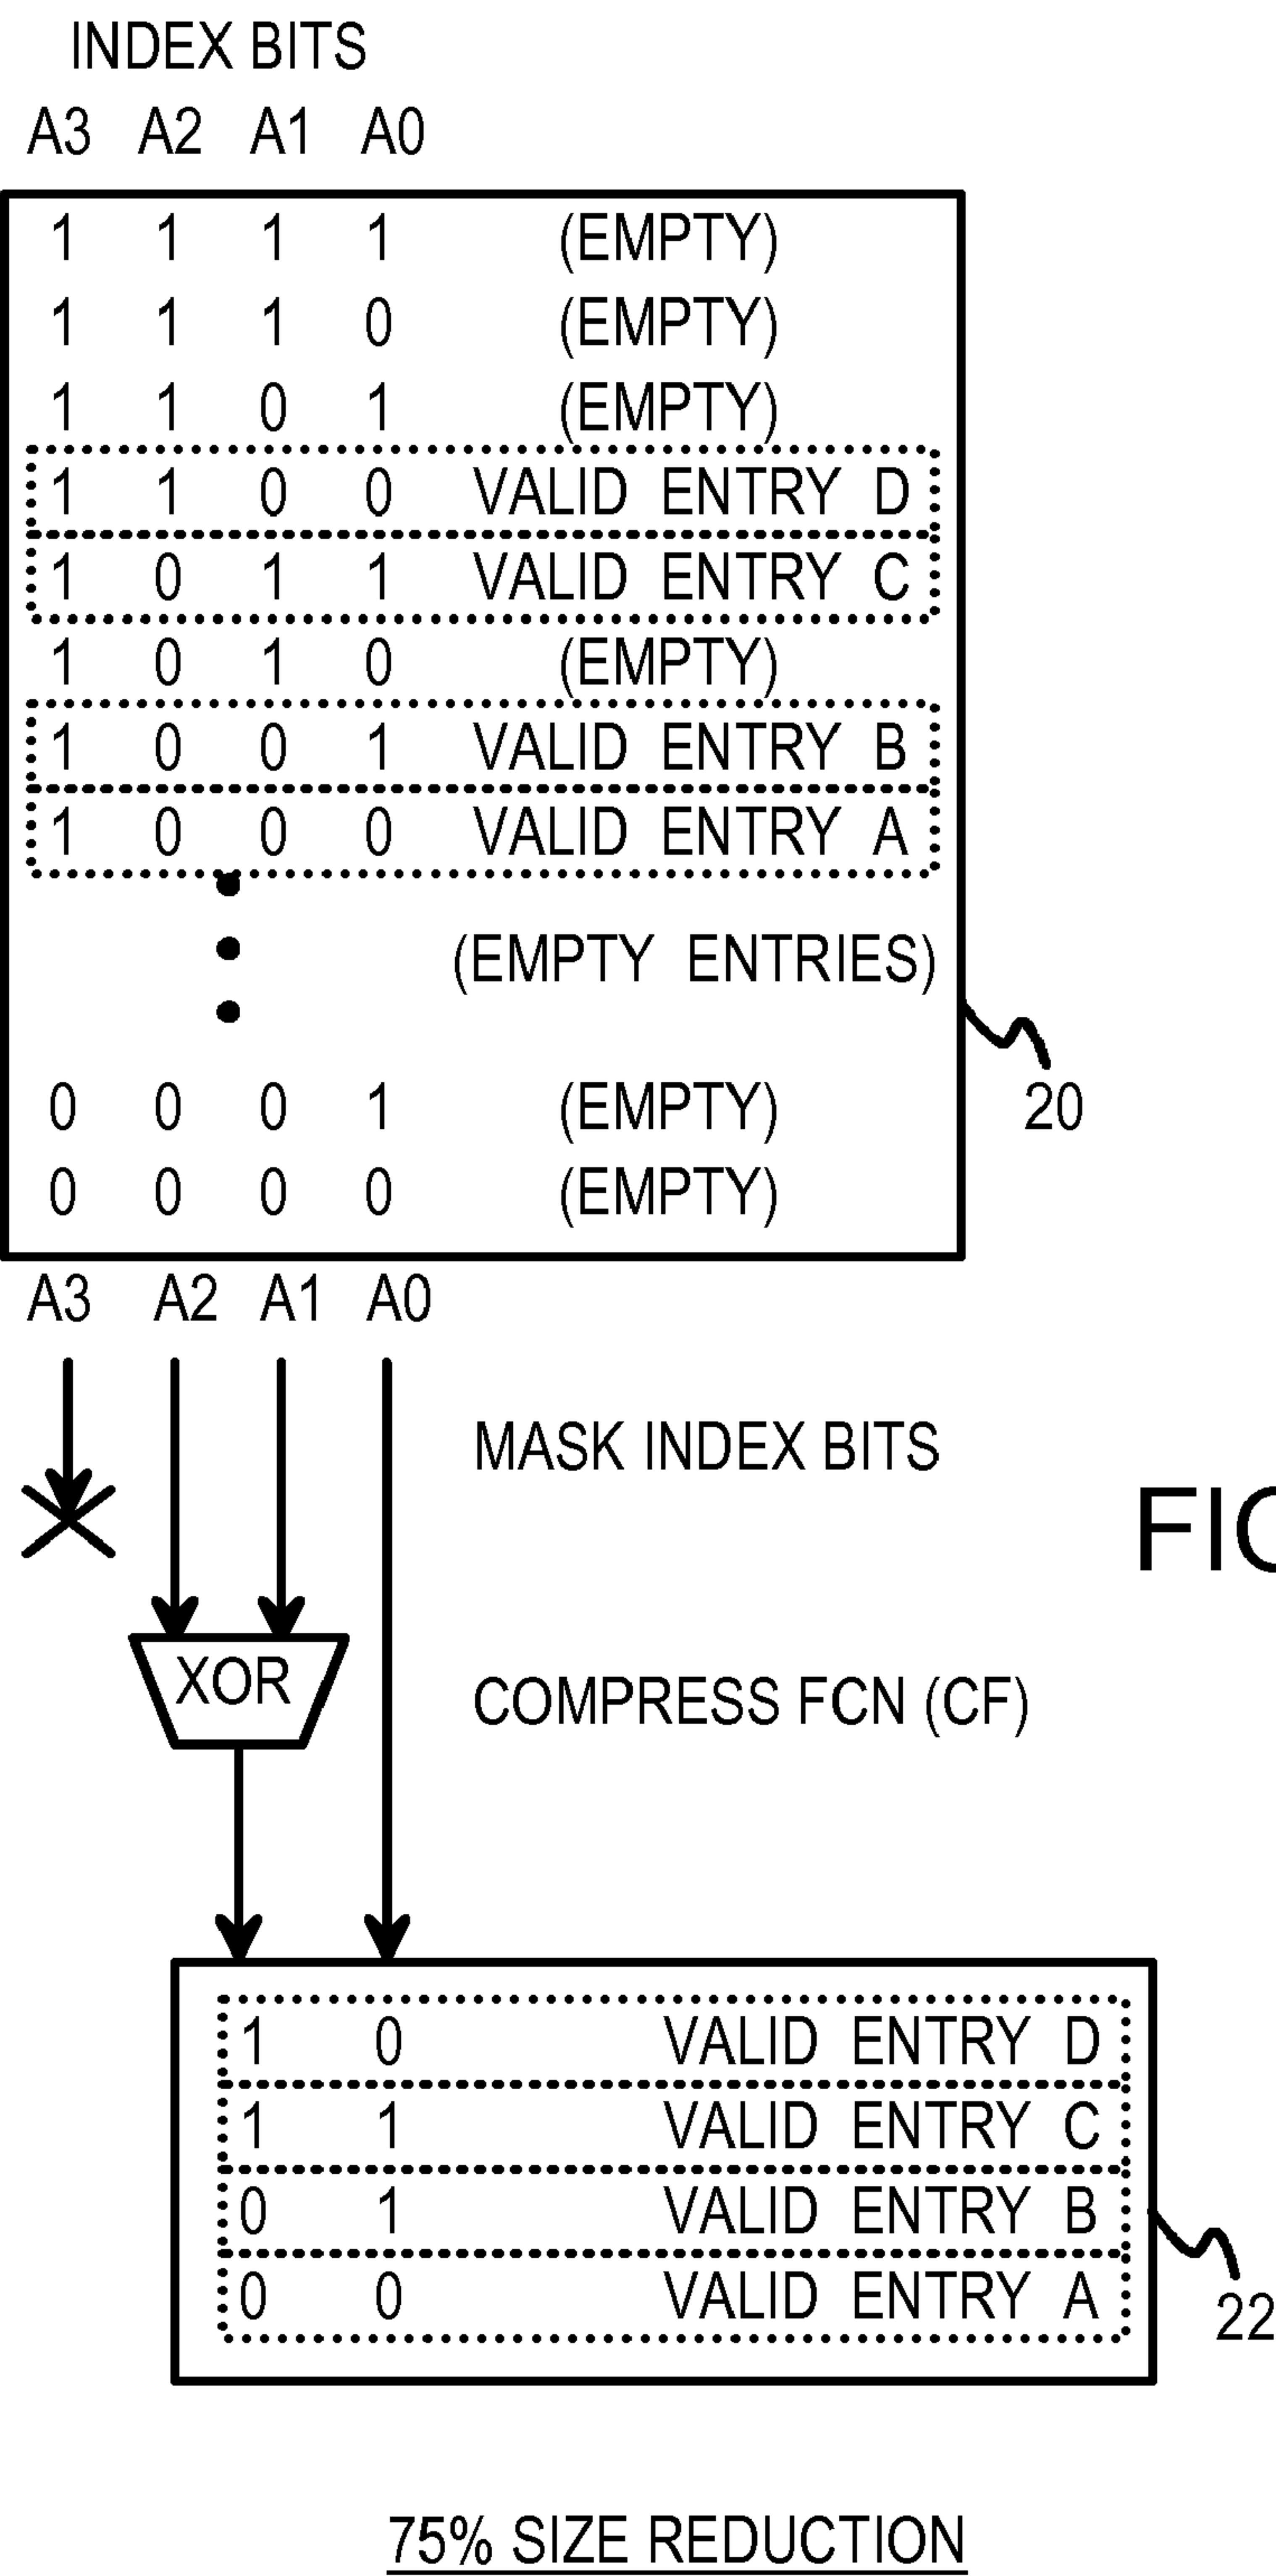 INDEX BITS
A3 A2 A1 A0
1 1 1 1 (EMPTY)
1 1 1 0 (EMPTY)
1 1 0 1 (EMPTY)
1 1 0 0 VALID ENTRY D
1 0 1 1 VALID ENTRY C
1 0 1 0 (EMPTY)
1 0 0 1 VALID ENTRY B
1 0 0 0 VALID ENTRY A
(EMPTY ENTRIES)
0 0 0 1 (EMPTY)
20
0 0 0 0 (EMPTY)
A3 A2 A1 A0
MASK INDEX BITS
FIG
XOR
COMPRESS FCN (CF)
1 0 VALID ENTRY D
1 1 VALID ENTRY C
0 1 VALID ENTRY B
0 0 VALID ENTRY A
22
75% SIZE REDUCTION